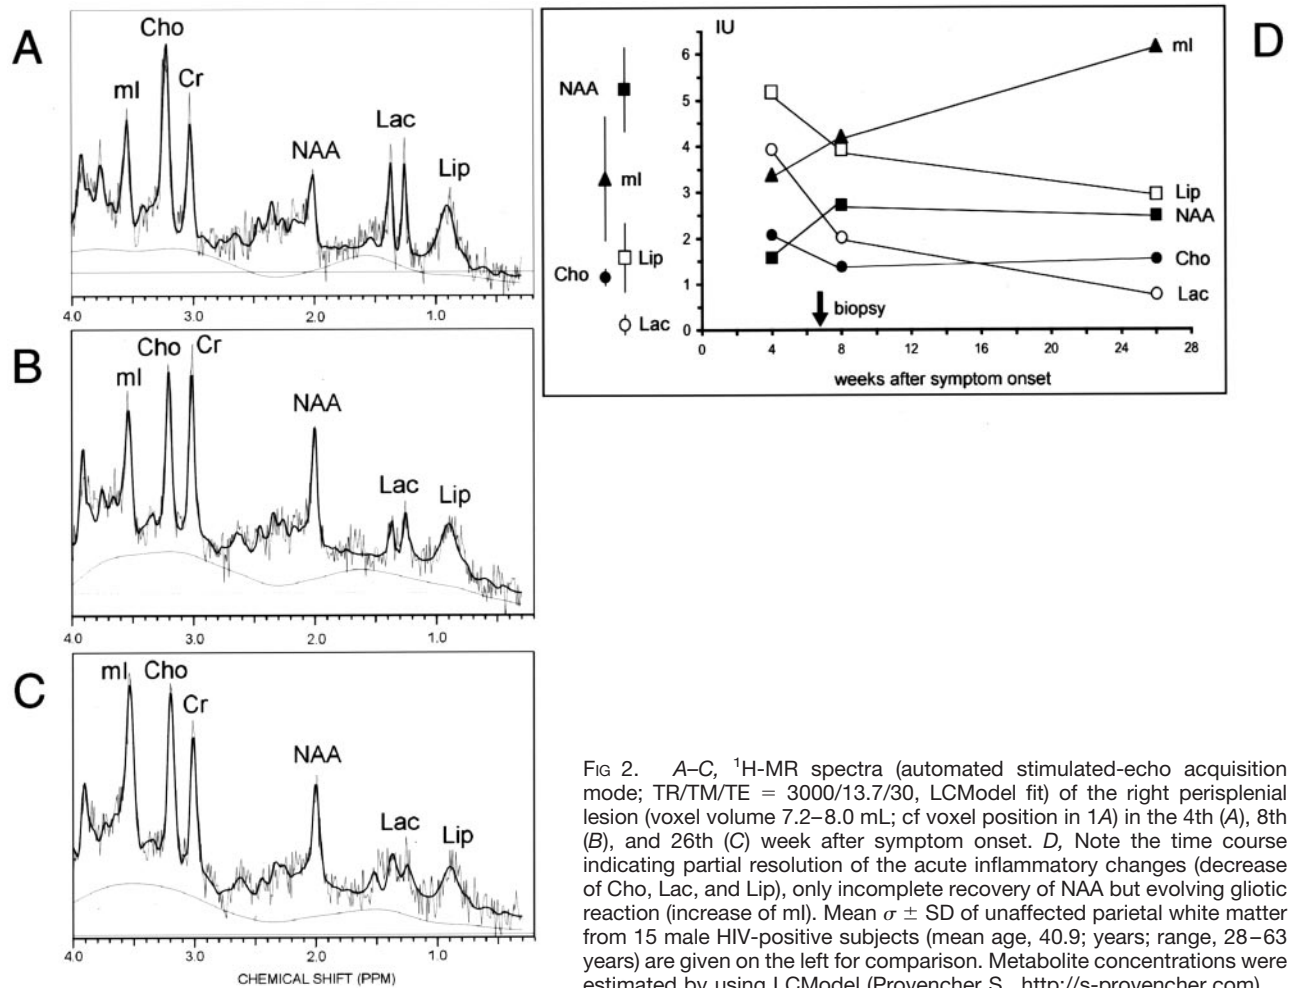 A
Cho
Cr
mI
Lac
NAA
Lip
4.0 3.0 2.0 1.0
B
Cho Cr
mI
NAA
Lac
Lip
4.0 3.0 2.0 1.0
C
mI Cho
Cr
NAA
Lac
Lip
4.0 3.0 2.0 1.0
CHEMICAL SHIFT (PPM)
D
IU
NAA
mI
Lip
Cho
Lac
6
5
4
3
2
1
0
mI
Lip
NAA
Cho
Lac
biopsy
0 4 8 12 16 20 24 28
weeks after symptom onset
FIG 2. A–C, ¹H-MR spectra (automated stimulated-echo acquisition
mode; TR/TM/TE = 3000/13.7/30, LCModel fit) of the right perisplenial
lesion (voxel volume 7.2–8.0 mL; cf voxel position in 1A) in the 4th (A), 8th
(B), and 26th (C) week after symptom onset. D, Note the time course
indicating partial resolution of the acute inflammatory changes (decrease
of Cho, Lac, and Lip), only incomplete recovery of NAA but evolving gliotic
reaction (increase of mI). Mean σ ± SD of unaffected parietal white matter
from 15 male HIV-positive subjects (mean age, 40.9; years; range, 28–63
years) are given on the left for comparison. Metabolite concentrations were
estimated by using LCModel (Provencher S., http://s-provencher.com)